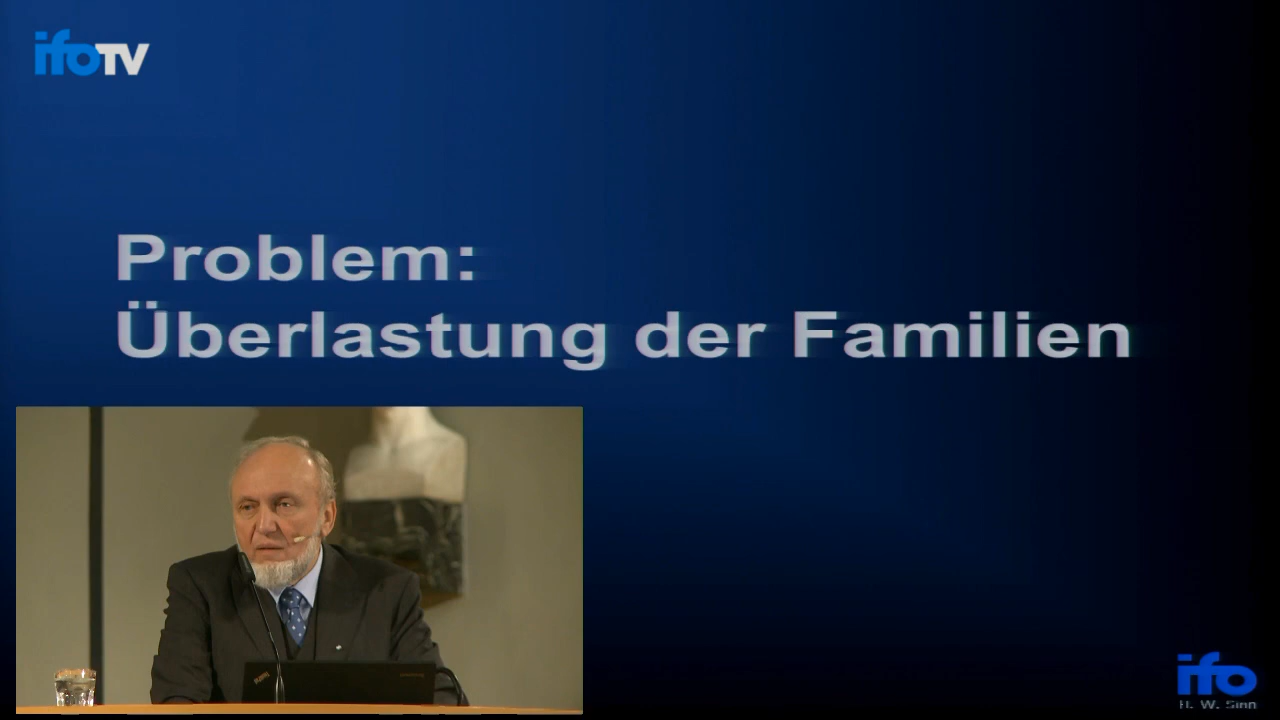 ifoTV
Problem:
Überlastung der Familien
ifo
H. W. Sinn